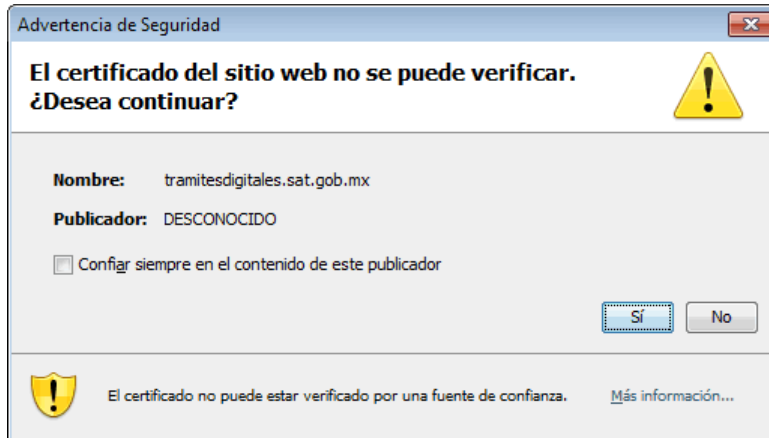 Advertencia de Seguridad
El certificado del sitio web no se puede verificar.
¿Desea continuar?
Nombre: tramitesdigitales.sat.gob.mx
Publicador: DESCONOCIDO
Confiar siempre en el contenido de este publicador
Sí No
El certificado no puede estar verificado por una fuente de confianza. Más información...